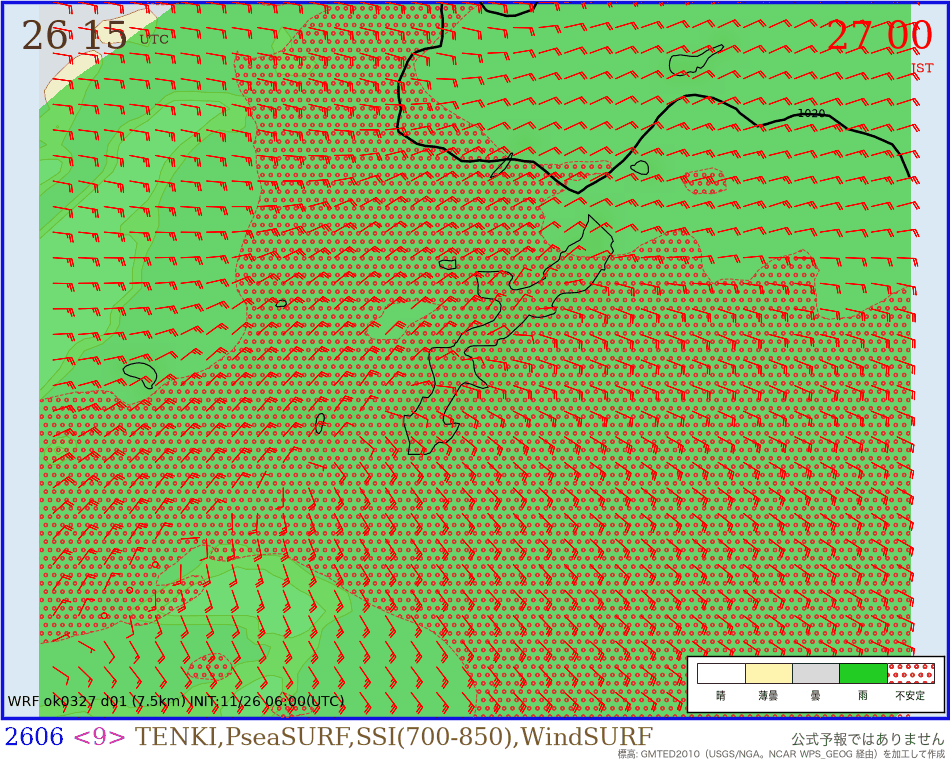 26 15 UTC
27 00
JST
1020
WRF ok0327 d01 (7.5km) INIT:11/26 06:00(UTC)
晴 薄曇 曇 雨 不安定
2606 <9> TENKI,PseaSURF,SSI(700-850),WindSURF
公式予報ではありません
標高: GMTED2010（USGS/NGA。NCAR WPS_GEOG 経由）を加工して作成